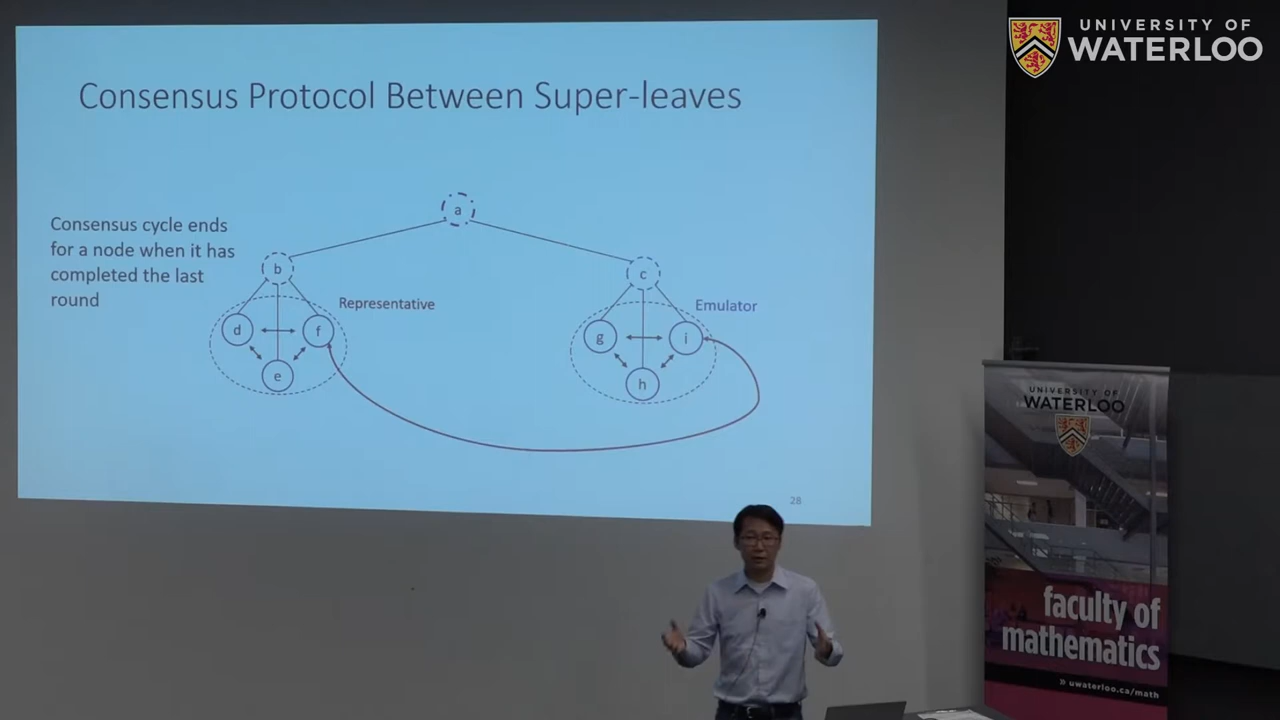 UNIVERSITY OF
WATERLOO
Consensus Protocol Between Super-leaves
a
Consensus cycle ends
for a node when it has
completed the last
round
b
c
Representative
Emulator
d
f
g
i
e
h
28
UNIVERSITY OF
WATERLOO
faculty of
mathematics
» uwaterloo.ca/math